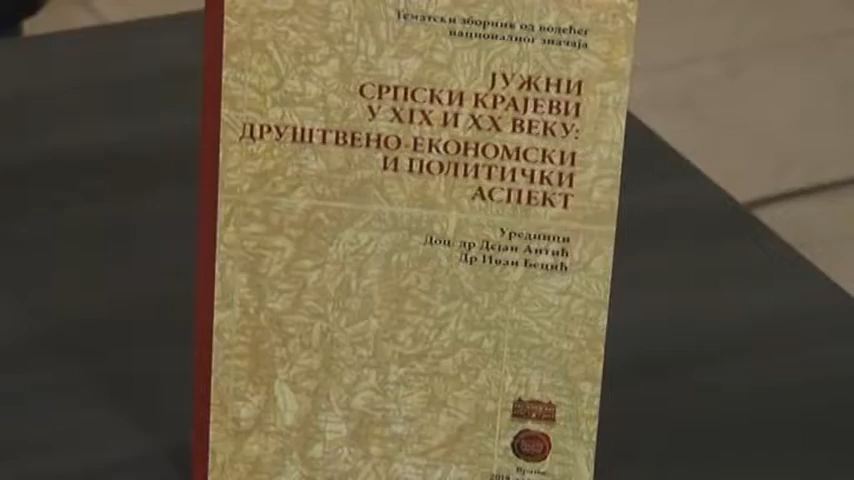 Тематски зборник од водећег
националног значаја
ЈУЖНИ
СРПСКИ КРАЈЕВИ
У XIX И XX ВЕКУ:
ДРУШТВЕНО-ЕКОНОМСКИ
И ПОЛИТИЧКИ
АСПЕКТ
Уредници
Доц. др Дејан Антић
Др Иван Бецић
Врање